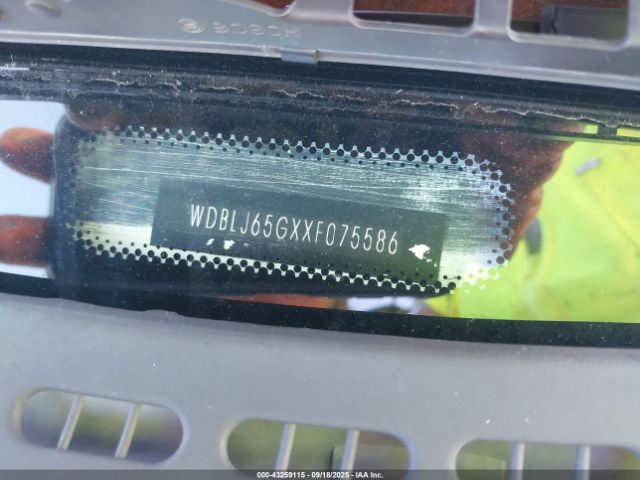 BOSCH
WDBLJ65GXXF075586
000-43259115 | 09/18/2025 | IAA Inc.